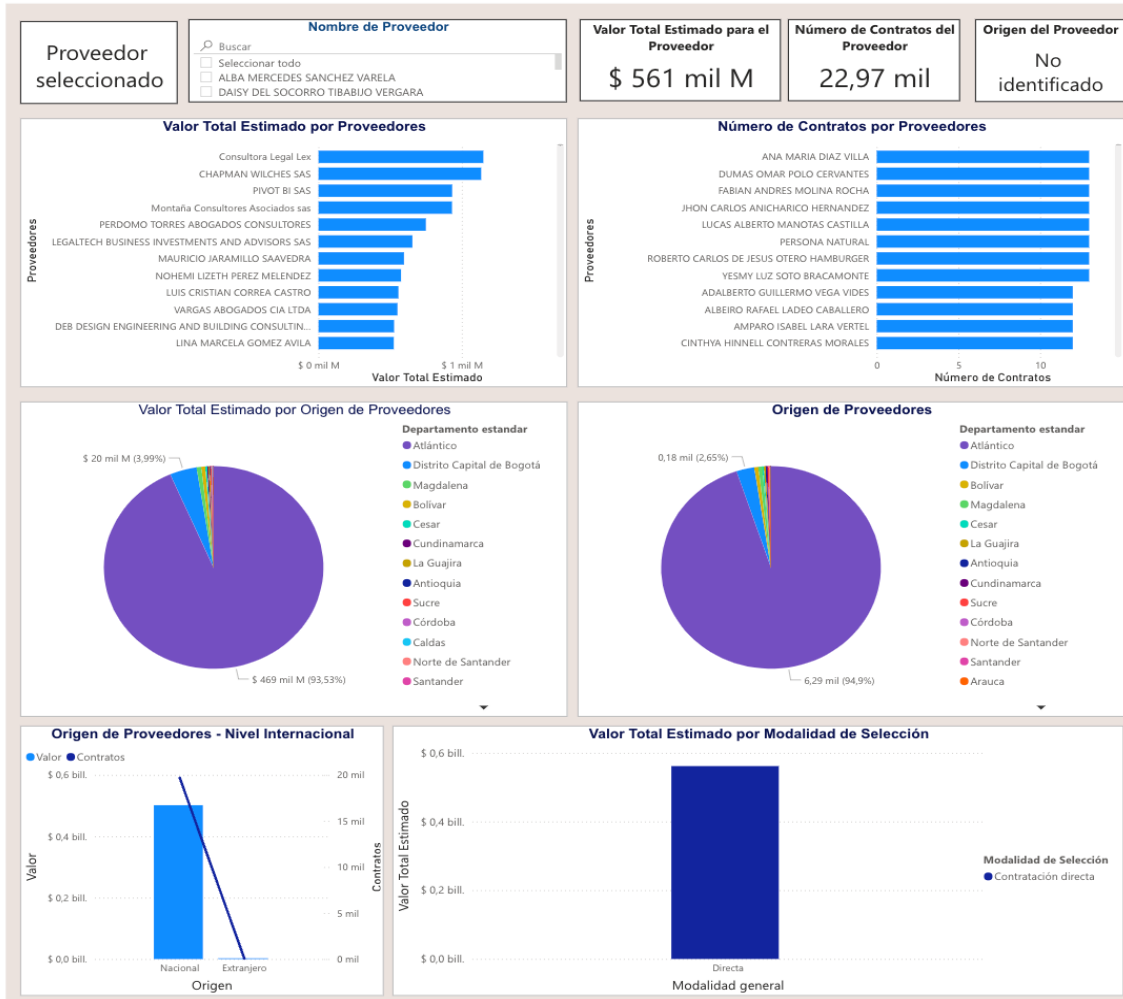 Proveedor
seleccionado
Nombre de Proveedor
Buscar
Seleccionar todo
ALBA MERCEDES SANCHEZ VARELA
DAISY DEL SOCORRO TIBABIJO VERGARA
Valor Total Estimado para el
Proveedor
$ 561 mil M
Número de Contratos del
Proveedor
22,97 mil
Origen del Proveedor
No
identificado
Valor Total Estimado por Proveedores
Proveedores
Consultora Legal Lex
CHAPMAN WILCHES SAS
PIVOT BI SAS
Montaña Consultores Asociados sas
PERDOMO TORRES ABOGADOS CONSULTORES
LEGALTECH BUSINESS INVESTMENTS AND ADVISORS SAS
MAURICIO JARAMILLO SAAVEDRA
NOHEMI LIZETH PEREZ MELENDEZ
LUIS CRISTIAN CORREA CASTRO
VARGAS ABOGADOS CIA LTDA
DEB DESIGN ENGINEERING AND BUILDING CONSULTIN...
LINA MARCELA GOMEZ AVILA
$ 0 mil M $ 1 mil M
Valor Total Estimado
Número de Contratos por Proveedores
Proveedores
ANA MARIA DIAZ VILLA
DUMAS OMAR POLO CERVANTES
FABIAN ANDRES MOLINA ROCHA
JHON CARLOS ANICHARICO HERNANDEZ
LUCAS ALBERTO MANOTAS CASTILLA
PERSONA NATURAL
ROBERTO CARLOS DE JESUS OTERO HAMBURGER
YESMY LUZ SOTO BRACAMONTE
ADALBERTO GUILLERMO VEGA VIDES
ALBEIRO RAFAEL LADEO CABALLERO
AMPARO ISABEL LARA VERTEL
CINTHYA HINNELL CONTRERAS MORALES
0 5 10
Número de Contratos
Valor Total Estimado por Origen de Proveedores
$ 20 mil M (3,99%)
$ 469 mil M (93,53%)
Departamento estandar
Atlántico
Distrito Capital de Bogotá
Magdalena
Bolívar
Cesar
Cundinamarca
La Guajira
Antioquia
Sucre
Córdoba
Caldas
Norte de Santander
Santander
Origen de Proveedores
0,18 mil (2,65%)
6,29 mil (94,9%)
Departamento estandar
Atlántico
Distrito Capital de Bogotá
Bolívar
Magdalena
Cesar
La Guajira
Antioquia
Cundinamarca
Sucre
Córdoba
Norte de Santander
Santander
Arauca
Origen de Proveedores - Nivel Internacional
Valor Contratos
$ 0,6 bill. 20 mil
15 mil
$ 0,4 bill.
10 mil
$ 0,2 bill.
5 mil
$ 0,0 bill. 0 mil
Valor
Contratos
Nacional Extranjero
Origen
Valor Total Estimado por Modalidad de Selección
Valor Total Estimado
$ 0,6 bill.
$ 0,4 bill.
$ 0,2 bill.
$ 0,0 bill.
Directa
Modalidad general
Modalidad de Selección
Contratación directa